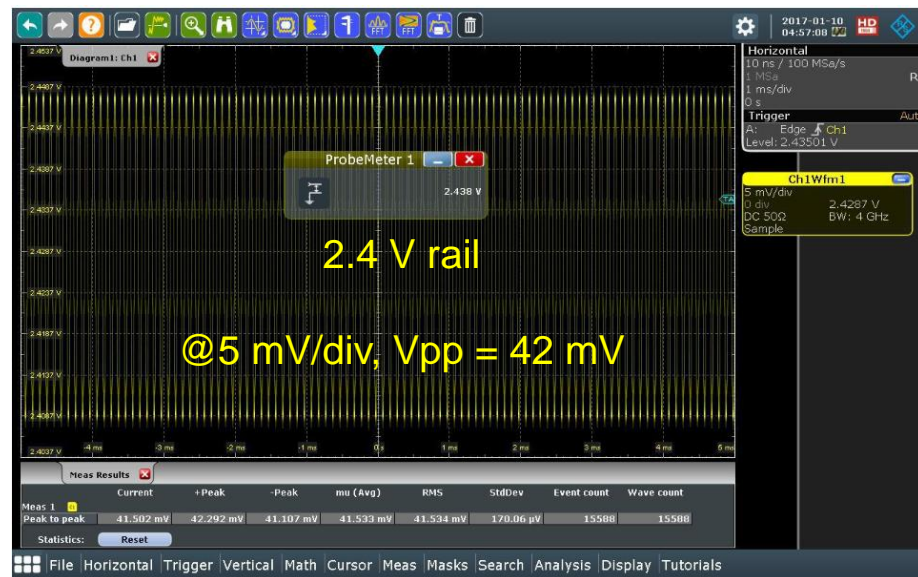 FFT
2017-01-10
04:57:08
HD
Diagram1: Ch1
2.4637 V
2.4487 V
2.4437 V
2.4387 V
2.4337 V
2.4287 V
2.4237 V
2.4187 V
2.4137 V
2.4087 V
2.4037 V
-4 ms -3 ms -2 ms -1 ms 0 s 1 ms 2 ms 3 ms 4 ms 5 ms
ProbeMeter 1
2.438 V
2.4 V rail
@5 mV/div, Vpp = 42 mV
TA
Horizontal
10 ns / 100 MSa/s
1 MSa R
1 ms/div
0 s
Trigger Aut
A: Edge Ch1
Level: 2.43501 V
Ch1Wfm1
5 mV/div
0 div 2.4287 V
DC 50Ω BW: 4 GHz
Sample
Meas Results
Current +Peak -Peak mu (Avg) RMS StdDev Event count Wave count
Meas 1
Peak to peak 41.502 mV 42.292 mV 41.107 mV 41.533 mV 41.534 mV 170.06 µV 15588 15588
Statistics: Reset
File Horizontal Trigger Vertical Math Cursor Meas Masks Search Analysis Display Tutorials